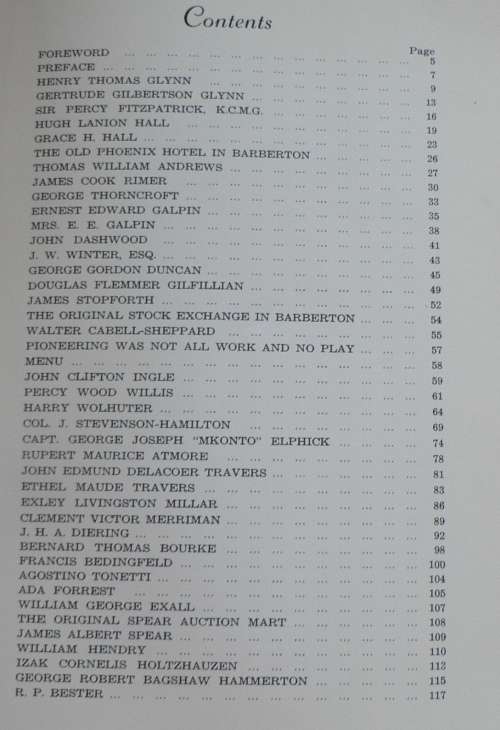 Contents
Page
FOREWORD ... 5
PREFACE ... 7
HENRY THOMAS GLYNN ... 9
GERTRUDE GILBERTSON GLYNN ... 13
SIR PERCY FITZPATRICK, K.C.M.G. ... 16
HUGH LANION HALL ... 19
GRACE H. HALL ... 23
THE OLD PHOENIX HOTEL IN BARBERTON ... 26
THOMAS WILLIAM ANDREWS ... 27
JAMES COOK RIMER ... 30
GEORGE THORNCROFT ... 33
ERNEST EDWARD GALPIN ... 35
MRS. E. E. GALPIN ... 38
JOHN DASHWOOD ... 41
J. W. WINTER, ESQ. ... 43
GEORGE GORDON DUNCAN ... 45
DOUGLAS FLEMMER GILFILLIAN ... 49
JAMES STOPFORTH ... 52
THE ORIGINAL STOCK EXCHANGE IN BARBERTON ... 54
WALTER CABELL-SHEPPARD ... 55
PIONEERING WAS NOT ALL WORK AND NO PLAY ... 57
MENU ... 58
JOHN CLIFTON INGLE ... 59
PERCY WOOD WILLIS ... 61
HARRY WOLHUTER ... 64
COL. J. STEVENSON-HAMILTON ... 69
CAPT. GEORGE JOSEPH "MKONTO" ELPHICK ... 74
RUPERT MAURICE ATMORE ... 78
JOHN EDMUND DELACOER TRAVERS ... 81
ETHEL MAUDE TRAVERS ... 83
EXLEY LIVINGSTON MILLAR ... 86
CLEMENT VICTOR MERRIMAN ... 89
J. H. A. DIERING ... 92
BERNARD THOMAS BOURKE ... 98
FRANCIS BEDINGFELD ... 100
AGOSTINO TONETTI ... 104
ADA FORREST ... 105
WILLIAM GEORGE EXALL ... 107
THE ORIGINAL SPEAR AUCTION MART ... 108
JAMES ALBERT SPEAR ... 109
WILLIAM HENDRY ... 110
IZAK CORNELIS HOLTZHAUZEN ... 113
GEORGE ROBERT BAGSHAW HAMMERTON ... 115
R. P. BESTER ... 117